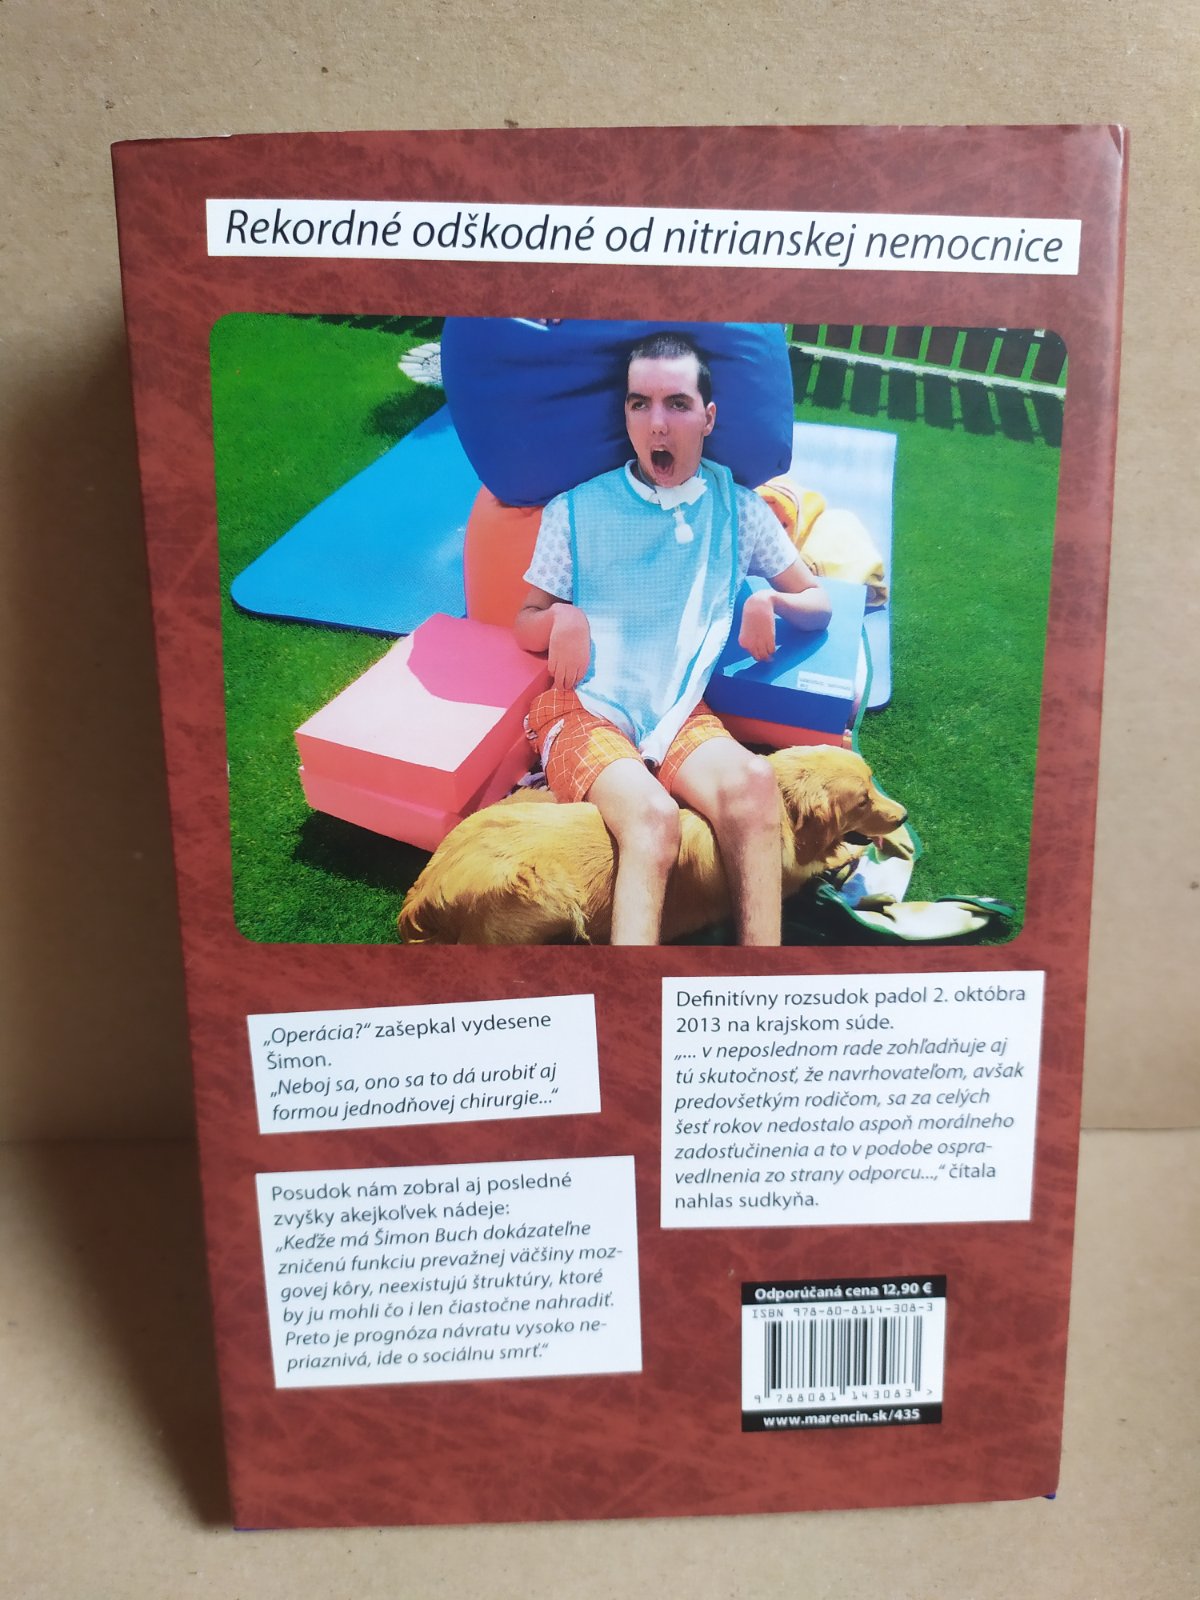 Rekordné odškodné od nitrianskej nemocnice
„Operácia?“ zašepkal vydesene
Šimon.
„Neboj sa, ono sa to dá urobiť aj
formou jednodňovej chirurgie...“
Posudok nám zobral aj posledné
zvyšky akejkoľvek nádeje:
„Keďže má Šimon Buch dokázateľne
zničenú funkciu prevažnej väčšiny moz-
govej kôry, neexistujú štruktúry, ktoré
by ju mohli čo i len čiastočne nahradiť.
Preto je prognóza návratu vysoko ne-
priaznivá, ide o sociálnu smrť.“
Definitívny rozsudok padol 2. októbra
2013 na krajskom súde.
„... v neposlednom rade zohľadňuje aj
tú skutočnosť, že navrhovateľom, avšak
predovšetkým rodičom, sa za celých
šesť rokov nedostalo aspoň morálneho
zadosťučinenia a to v podobe ospra-
vedlnenia zo strany odporcu...,“ čítala
nahlas sudkyňa.
Odporúčaná cena 12,90 €
ISBN 978-80-8114-308-3
9 788081 143083 >
www.marencin.sk/435